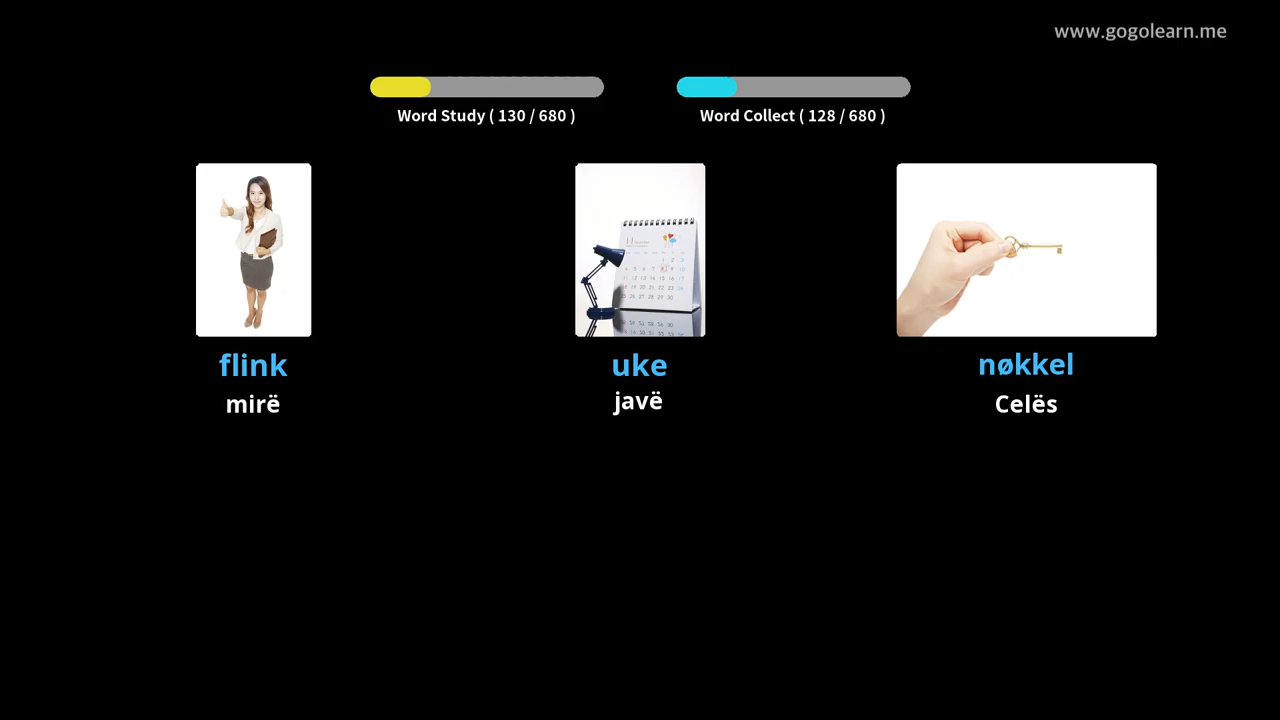 www.gogolearn.me
Word Study ( 130 / 680 )
Word Collect ( 128 / 680 )
flink
uke
nøkkel
mirë
javë
Celës